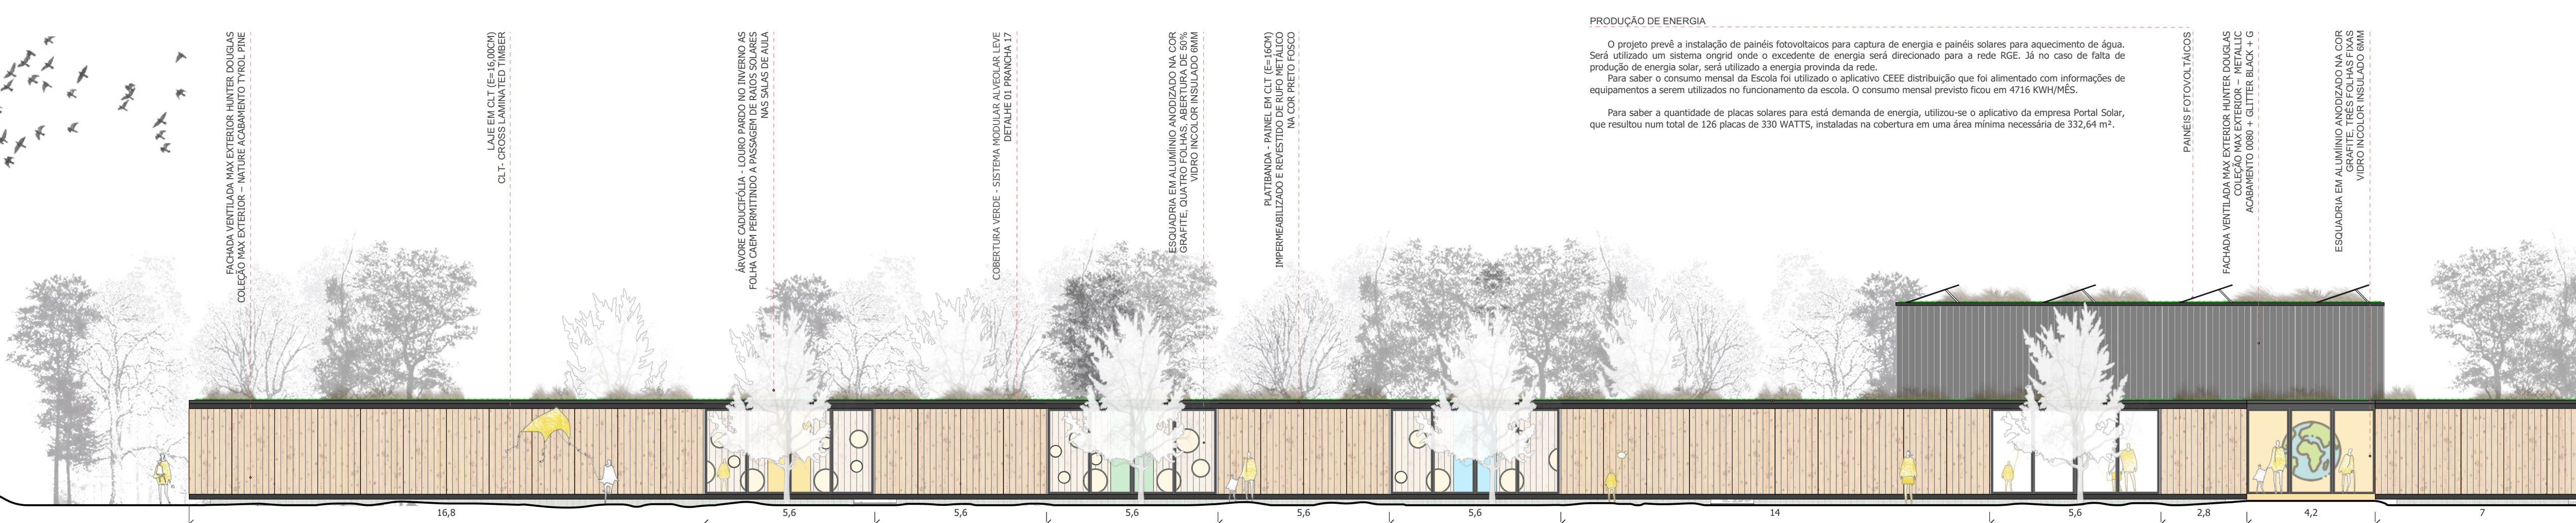 FACHADA VENTILADA MAX EXTERIOR HUNTER DOUGLAS
COLEÇÃO MAX EXTERIOR – NATURE ACABAMENTO TYROL PINE
LAJE EM CLT (E=16,00CM)
CLT- CROSS LAMINATED TIMBER
ÁRVORE CADUCIFÓLIA - LOURO PARDO NO INVERNO AS
FOLHA CAEM PERMITINDO A PASSAGEM DE RAIOS SOLARES
NAS SALAS DE AULA
COBERTURA VERDE - SISTEMA MODULAR ALVEOLAR LEVE
DETALHE 01 PRANCHA 17
ESQUADRIA EM ALUMÍINIO ANODIZADO NA COR
GRAFITE, QUATRO FOLHAS, ABERTURA DE 50%
VIDRO INCOLOR INSULADO 6MM
PLATIBANDA - PAINEL EM CLT (E=16CM)
IMPERMEABILIZADO E REVESTIDO DE RUFO METÁLICO
NA COR PRETO FOSCO
PRODUÇÃO DE ENERGIA
O projeto prevê a instalação de painéis fotovoltaicos para captura de energia e painéis solares para aquecimento de água.
Será utilizado um sistema ongrid onde o excedente de energia será direcionado para a rede RGE. Já no caso de falta de
produção de energia solar, será utilizado a energia provinda da rede.
Para saber o consumo mensal da Escola foi utilizado o aplicativo CEEE distribuição que foi alimentado com informações de
equipamentos a serem utilizados no funcionamento da escola. O consumo mensal previsto ficou em 4716 KWH/MÊS.
Para saber a quantidade de placas solares para está demanda de energia, utilizou-se o aplicativo da empresa Portal Solar,
que resultou num total de 126 placas de 330 WATTS, instaladas na cobertura em uma área mínima necessária de 332,64 m².
PAINÉIS FOTOVOLTÁICOS
FACHADA VENTILADA MAX EXTERIOR HUNTER DOUGLAS
COLEÇÃO MAX EXTERIOR – METALLIC
ACABAMENTO 0080 + GLITTER BLACK + G
ESQUADRIA EM ALUMÍINIO ANODIZADO NA COR
GRAFITE, TRÊS FOLHAS FIXAS
VIDRO INCOLOR INSULADO 6MM
16,8
5,6
5,6
5,6
5,6
5,6
14
5,6
2,8
4,2
7